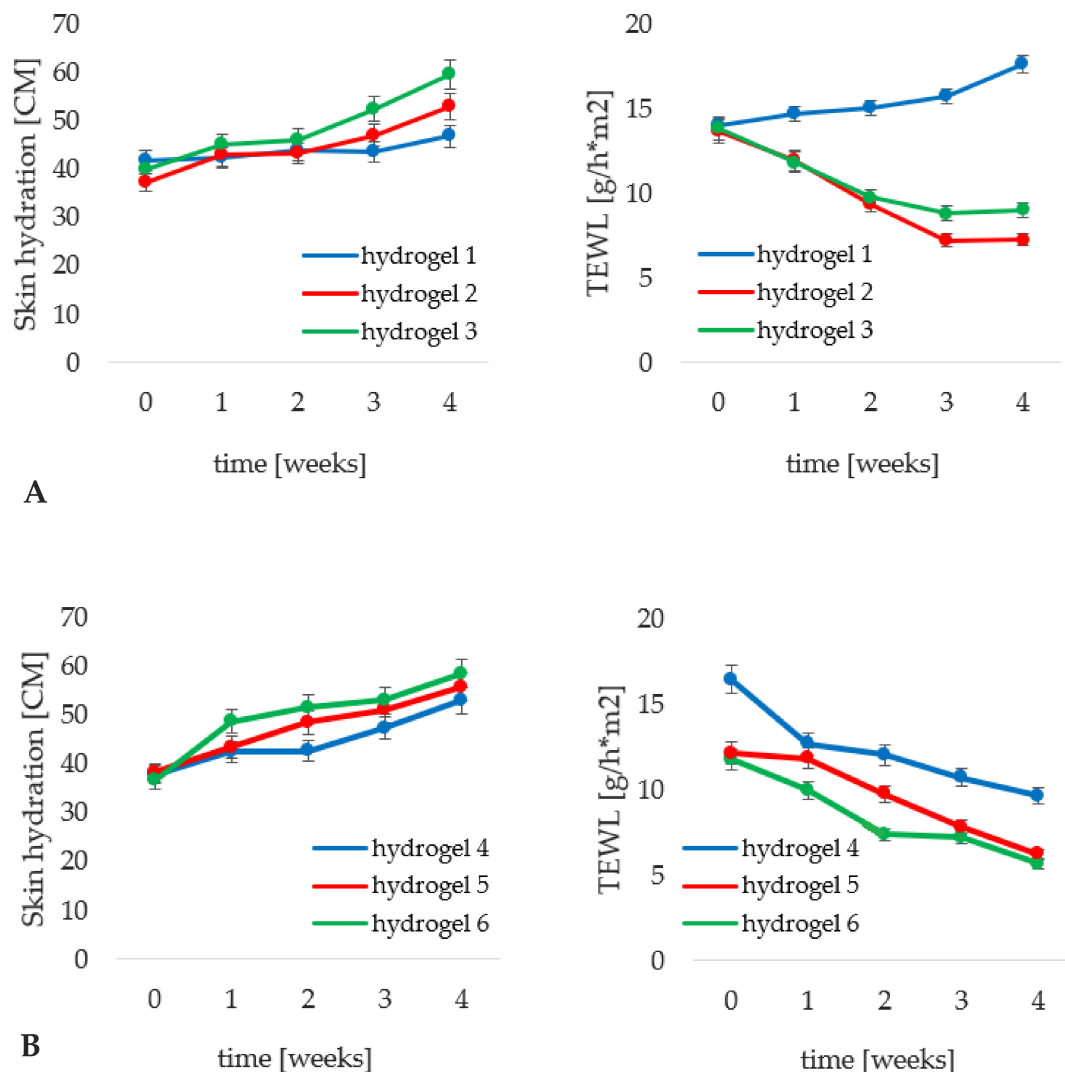 Skin hydration [CM]
70
60
50
40
30
20
10
0
hydrogel 1
hydrogel 2
hydrogel 3
0 1 2 3 4
time [weeks]
TEWL [g/h*m2]
20
15
10
5
0
hydrogel 1
hydrogel 2
hydrogel 3
0 1 2 3 4
time [weeks]
A
Skin hydration [CM]
70
60
50
40
30
20
10
0
hydrogel 4
hydrogel 5
hydrogel 6
0 1 2 3 4
time [weeks]
TEWL [g/h*m2]
20
15
10
5
0
hydrogel 4
hydrogel 5
hydrogel 6
0 1 2 3 4
time [weeks]
B